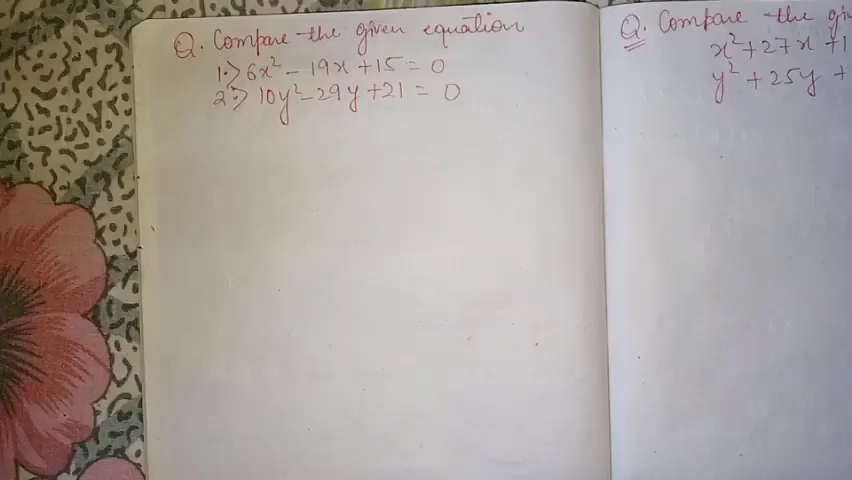 Q. Compare the given equation
1.> 6x² - 19x + 15 = 0
2.> 10y² - 29y + 21 = 0
Q. Compare the
x² + 27x +
y² + 25y +